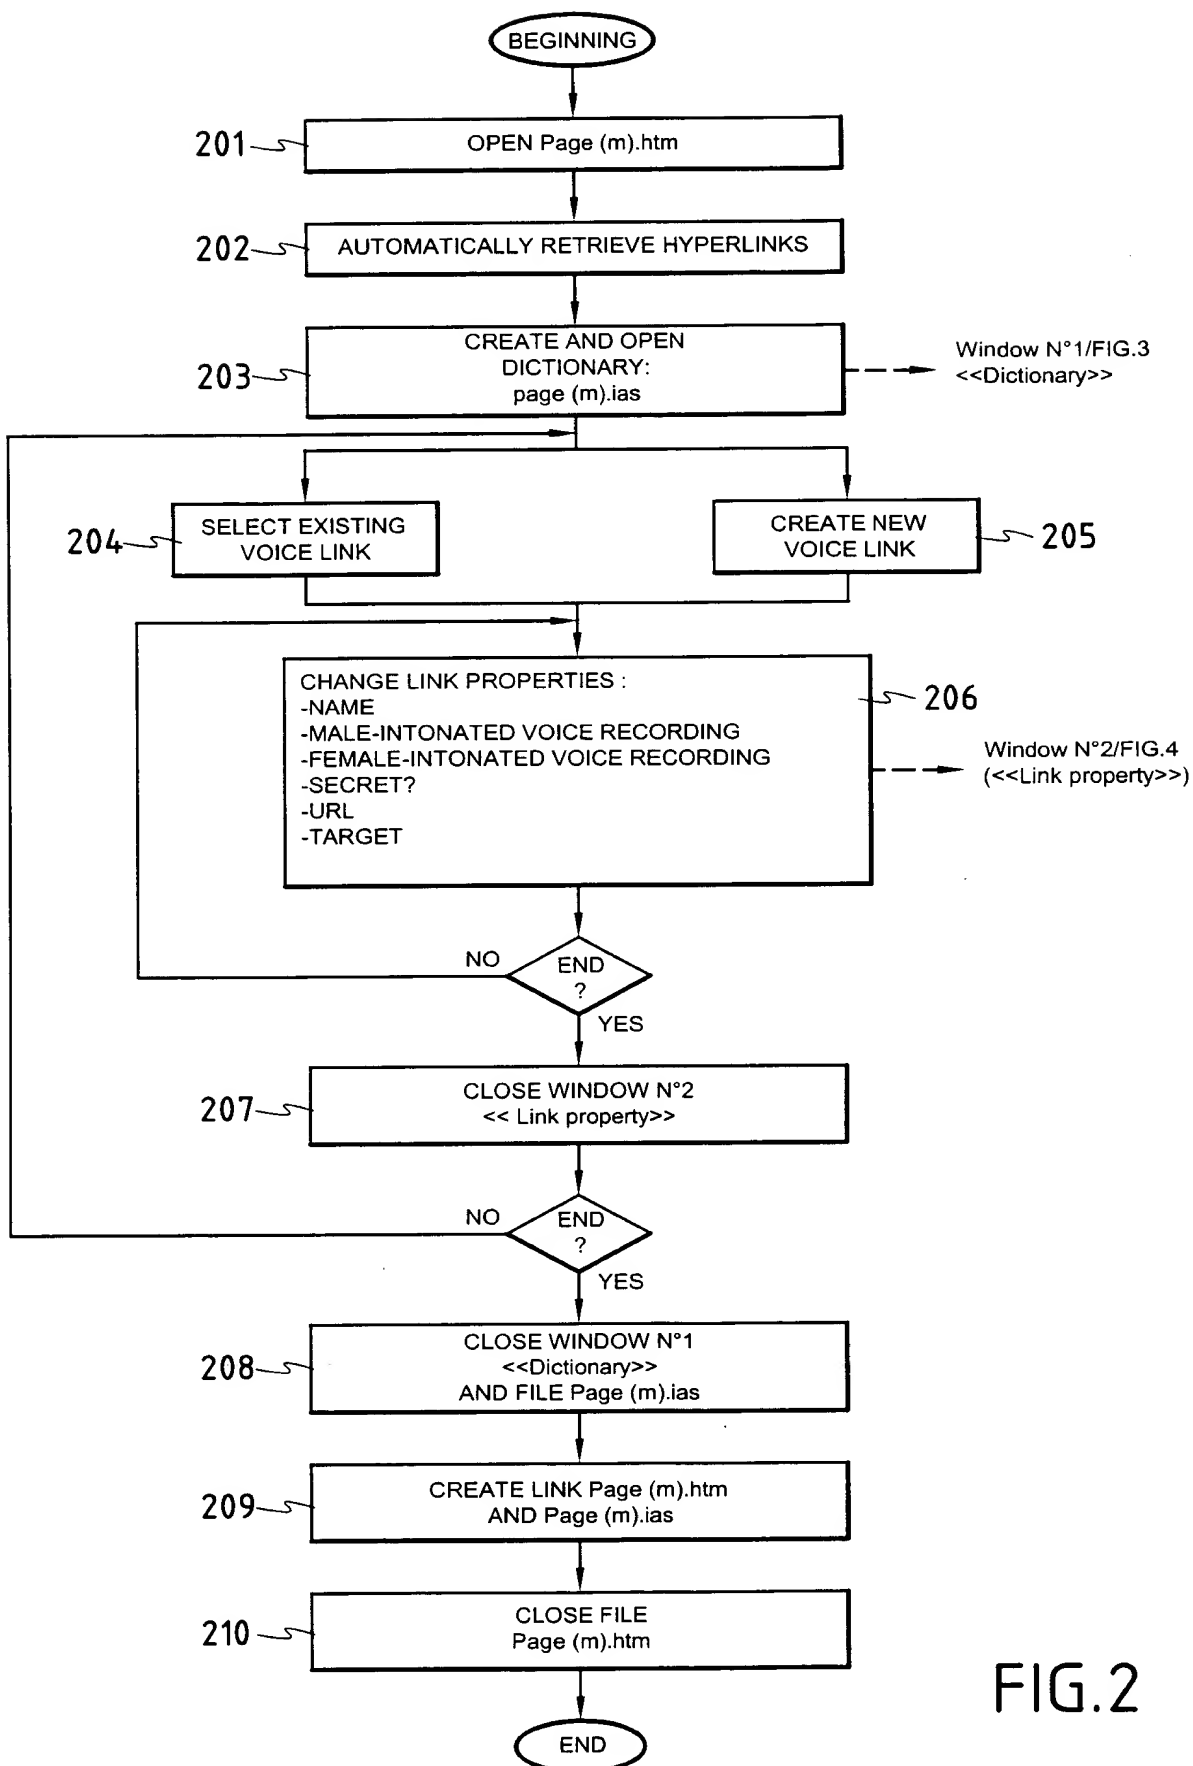 BEGINNING
201
OPEN Page (m).htm
202
AUTOMATICALLY RETRIEVE HYPERLINKS
203
CREATE AND OPEN
DICTIONARY:
page (m).ias
Window N°1/FIG.3
<<Dictionary>>
204
SELECT EXISTING
VOICE LINK
CREATE NEW
VOICE LINK
205
CHANGE LINK PROPERTIES :
-NAME
-MALE-INTONATED VOICE RECORDING
-FEMALE-INTONATED VOICE RECORDING
-SECRET?
-URL
-TARGET
206
Window N°2/FIG.4
(<<Link property>>)
NO
END
?
YES
207
CLOSE WINDOW N°2
<< Link property>>
NO
END
?
YES
208
CLOSE WINDOW N°1
<<Dictionary>>
AND FILE Page (m).ias
209
CREATE LINK Page (m).htm
AND Page (m).ias
210
CLOSE FILE
Page (m).htm
END
FIG.2